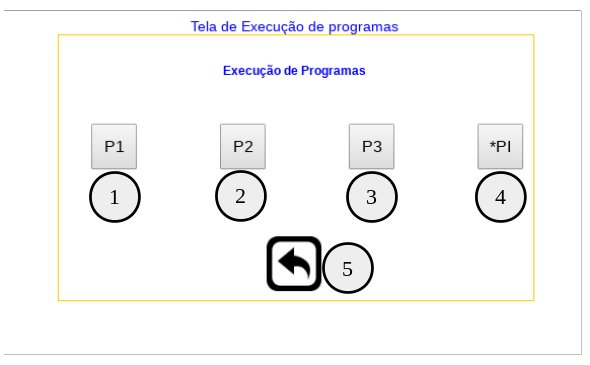 Tela de Execução de programas
Execução de Programas
P1 P2 P3 *PI
1 2 3 4
5